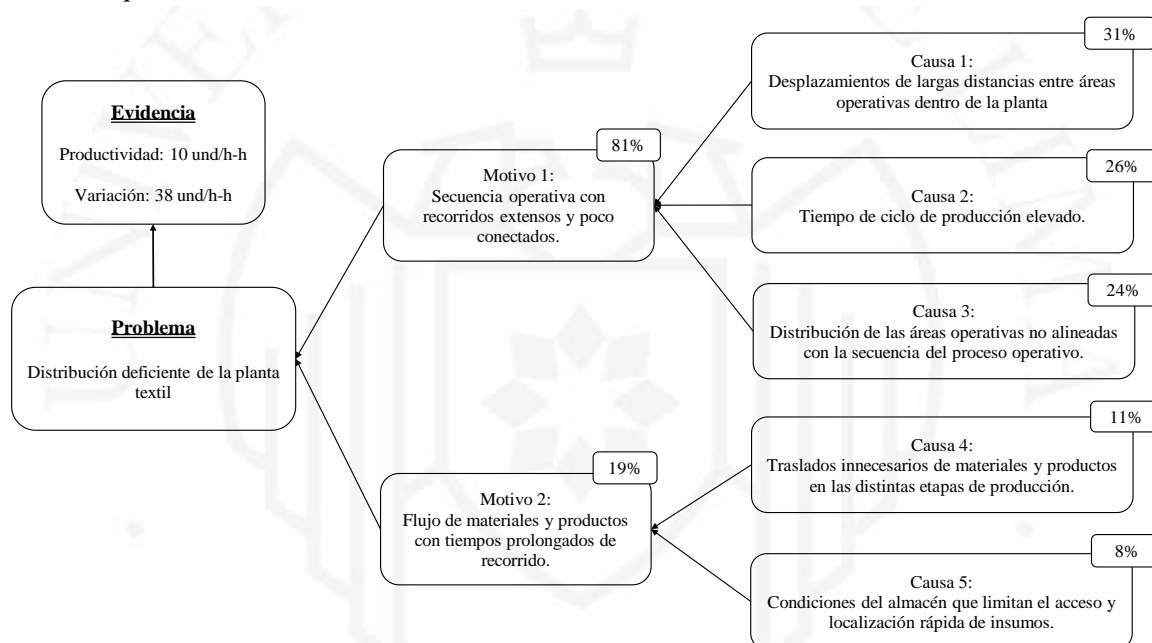 Evidencia
Productividad: 10 und/h-h
Variación: 38 und/h-h
Problema
Distribución deficiente de la planta
textil
81%
Motivo 1:
Secuencia operativa con
recorridos extensos y poco
conectados.
19%
Motivo 2:
Flujo de materiales y productos
con tiempos prolongados de
recorrido.
31%
Causa 1:
Desplazamientos de largas distancias entre áreas
operativas dentro de la planta
26%
Causa 2:
Tiempo de ciclo de producción elevado.
24%
Causa 3:
Distribución de las áreas operativas no alineadas
con la secuencia del proceso operativo.
11%
Causa 4:
Traslados innecesarios de materiales y productos
en las distintas etapas de producción.
8%
Causa 5:
Condiciones del almacén que limitan el acceso y
localización rápida de insumos.